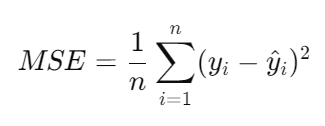 MSE = \frac{1}{n} \sum_{i=1}^{n} (y_i - \hat{y}_i)^2